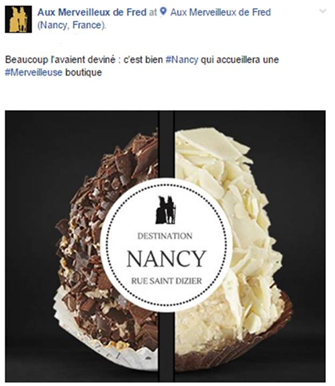 Aux Merveilleux de Fred at Aux Merveilleux de Fred
(Nancy, France).
Beaucoup l'avaient deviné : c'est bien #Nancy qui accueillera une
#Merveilleuse boutique
DESTINATION
NANCY
RUE SAINT DIZIER